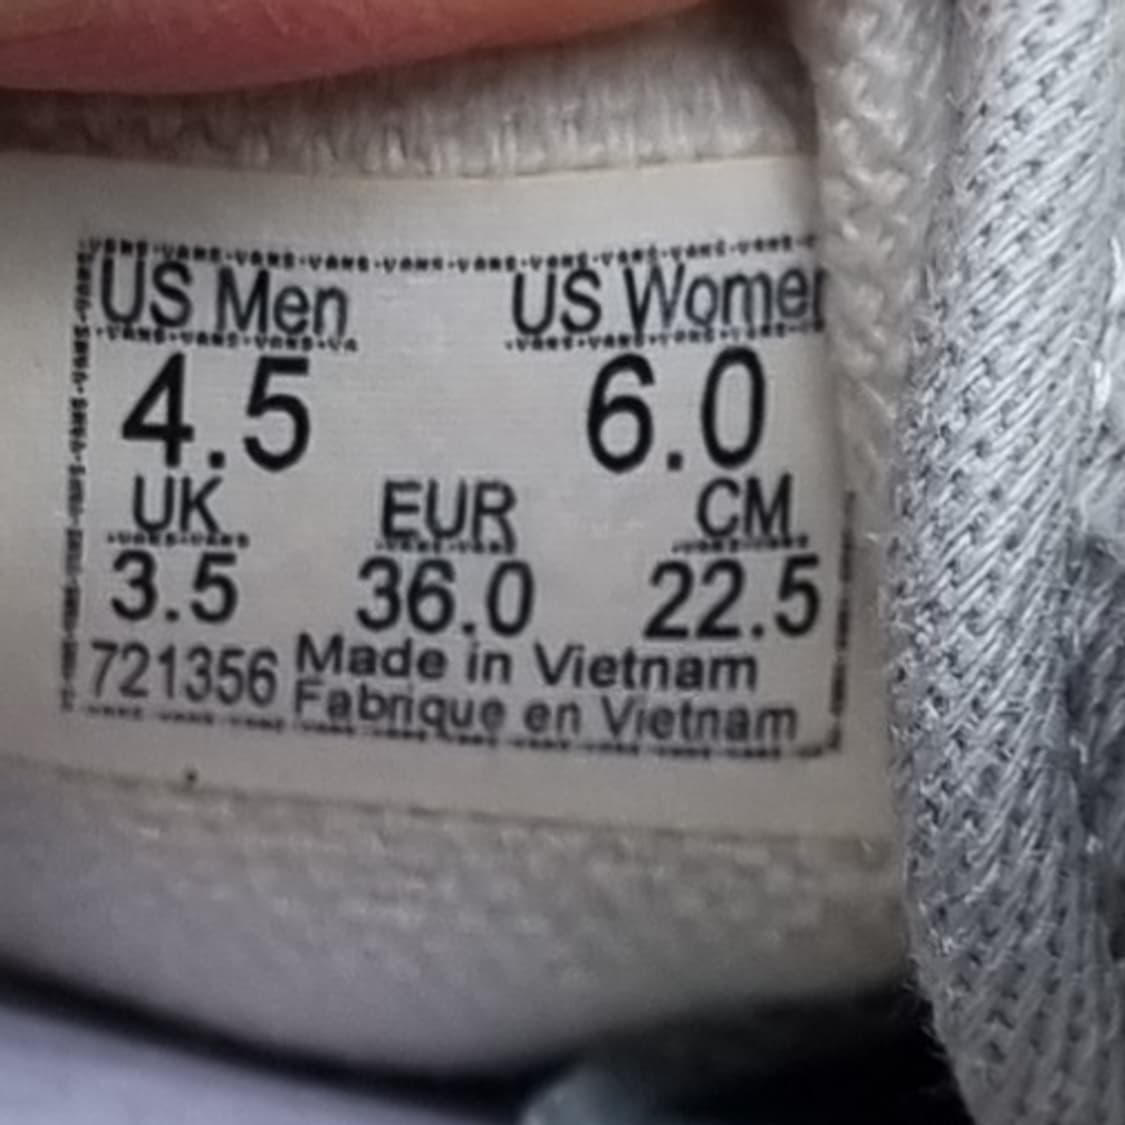 US Men US Women
4.5 6.0
UK EUR CM
3.5 36.0 22.5
721356 Made in Vietnam
Fabrique en Vietnam